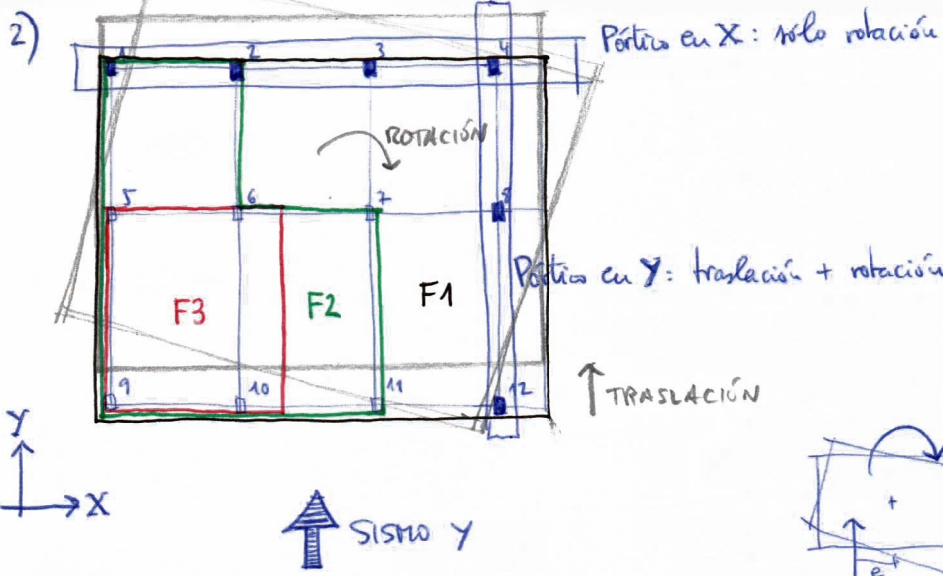 2)
Pórtico en X: sólo rotación
1 2 3 4
ROTACIÓN
5 6 7 8
Pórtico en Y: traslación + rotación
F3 F2 F1
9 10 11 12
TRASLACIÓN
Y
X
SISMO Y
+
e